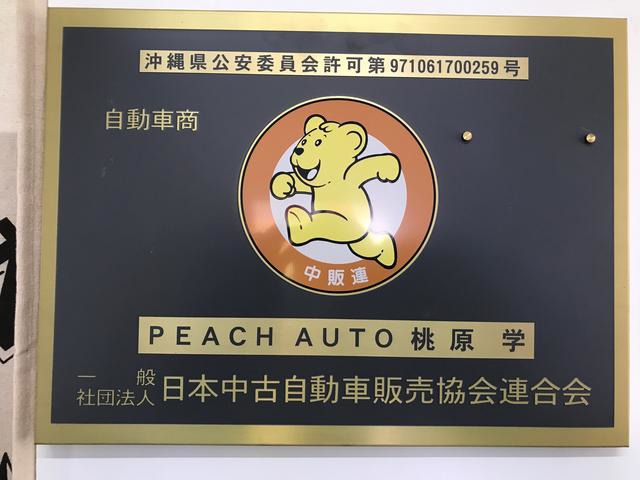 沖縄県公安委員会許可第971061700259号
自動車商
中販連
PEACH AUTO 桃原 学
一般社団法人 日本中古自動車販売協会連合会